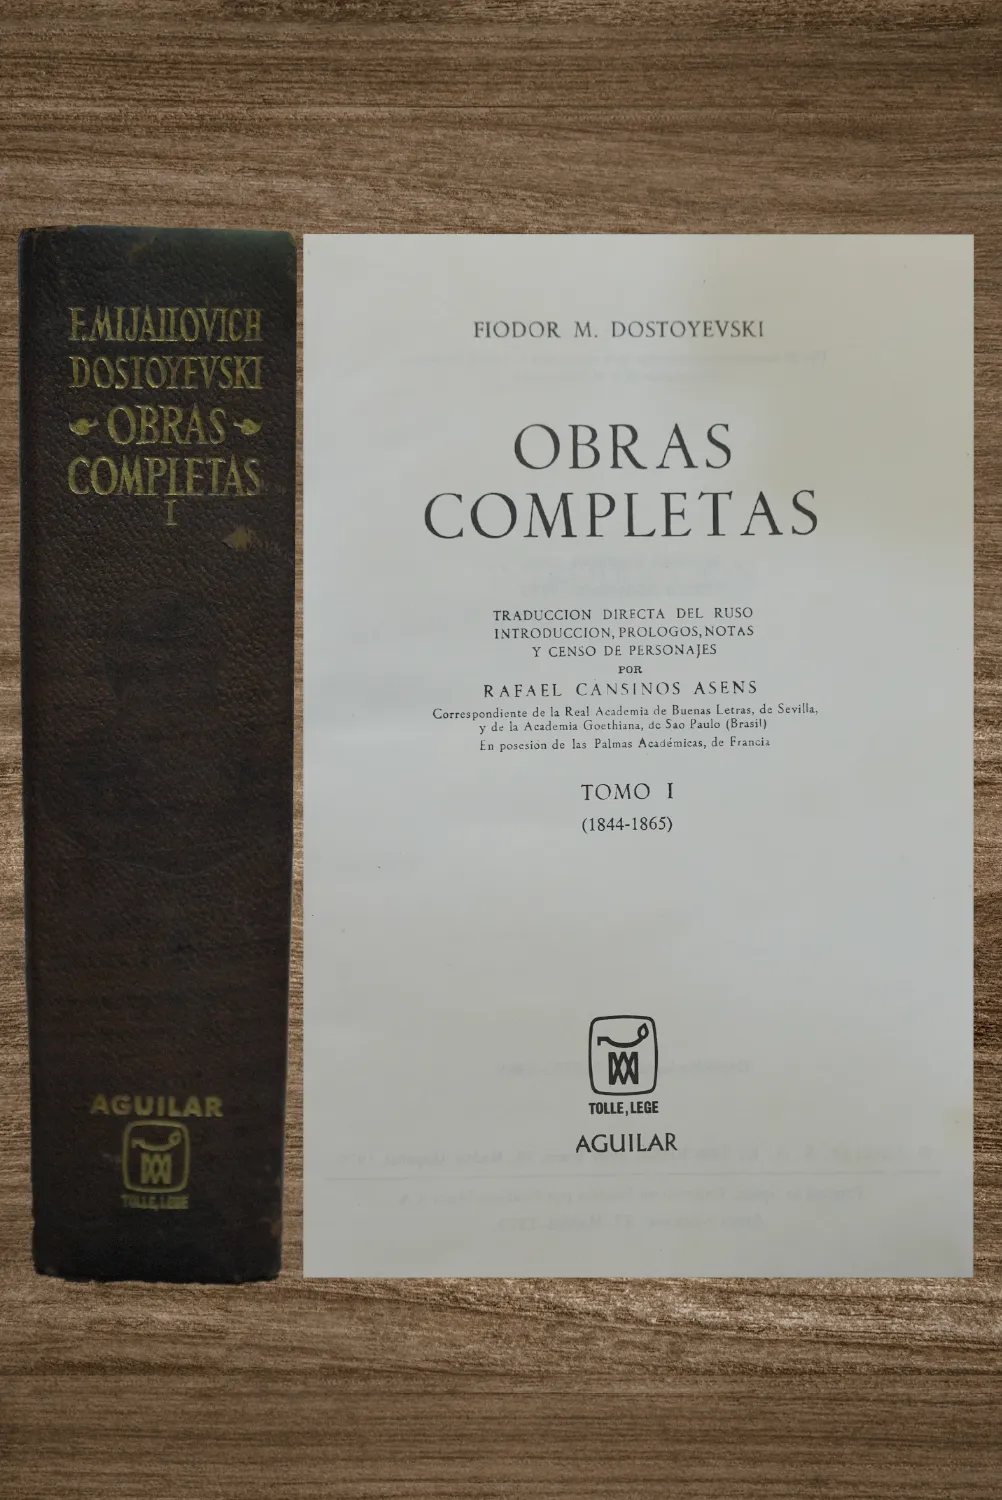 F. MIJAILOVICH
DOSTOYEVSKI
OBRAS
COMPLETAS
I
AGUILAR
TOLLE, LEGE
FIODOR M. DOSTOYEVSKI
OBRAS
COMPLETAS
TRADUCCION DIRECTA DEL RUSO
INTRODUCCION, PROLOGOS, NOTAS
Y CENSO DE PERSONAJES
POR
RAFAEL CANSINOS ASENS
Correspondiente de la Real Academia de Buenas Letras, de Sevilla,
y de la Academia Goethiana, de Sao Paulo (Brasil)
En posesión de las Palmas Académicas, de Francia
TOMO I
(1844-1865)
TOLLE, LEGE
AGUILAR